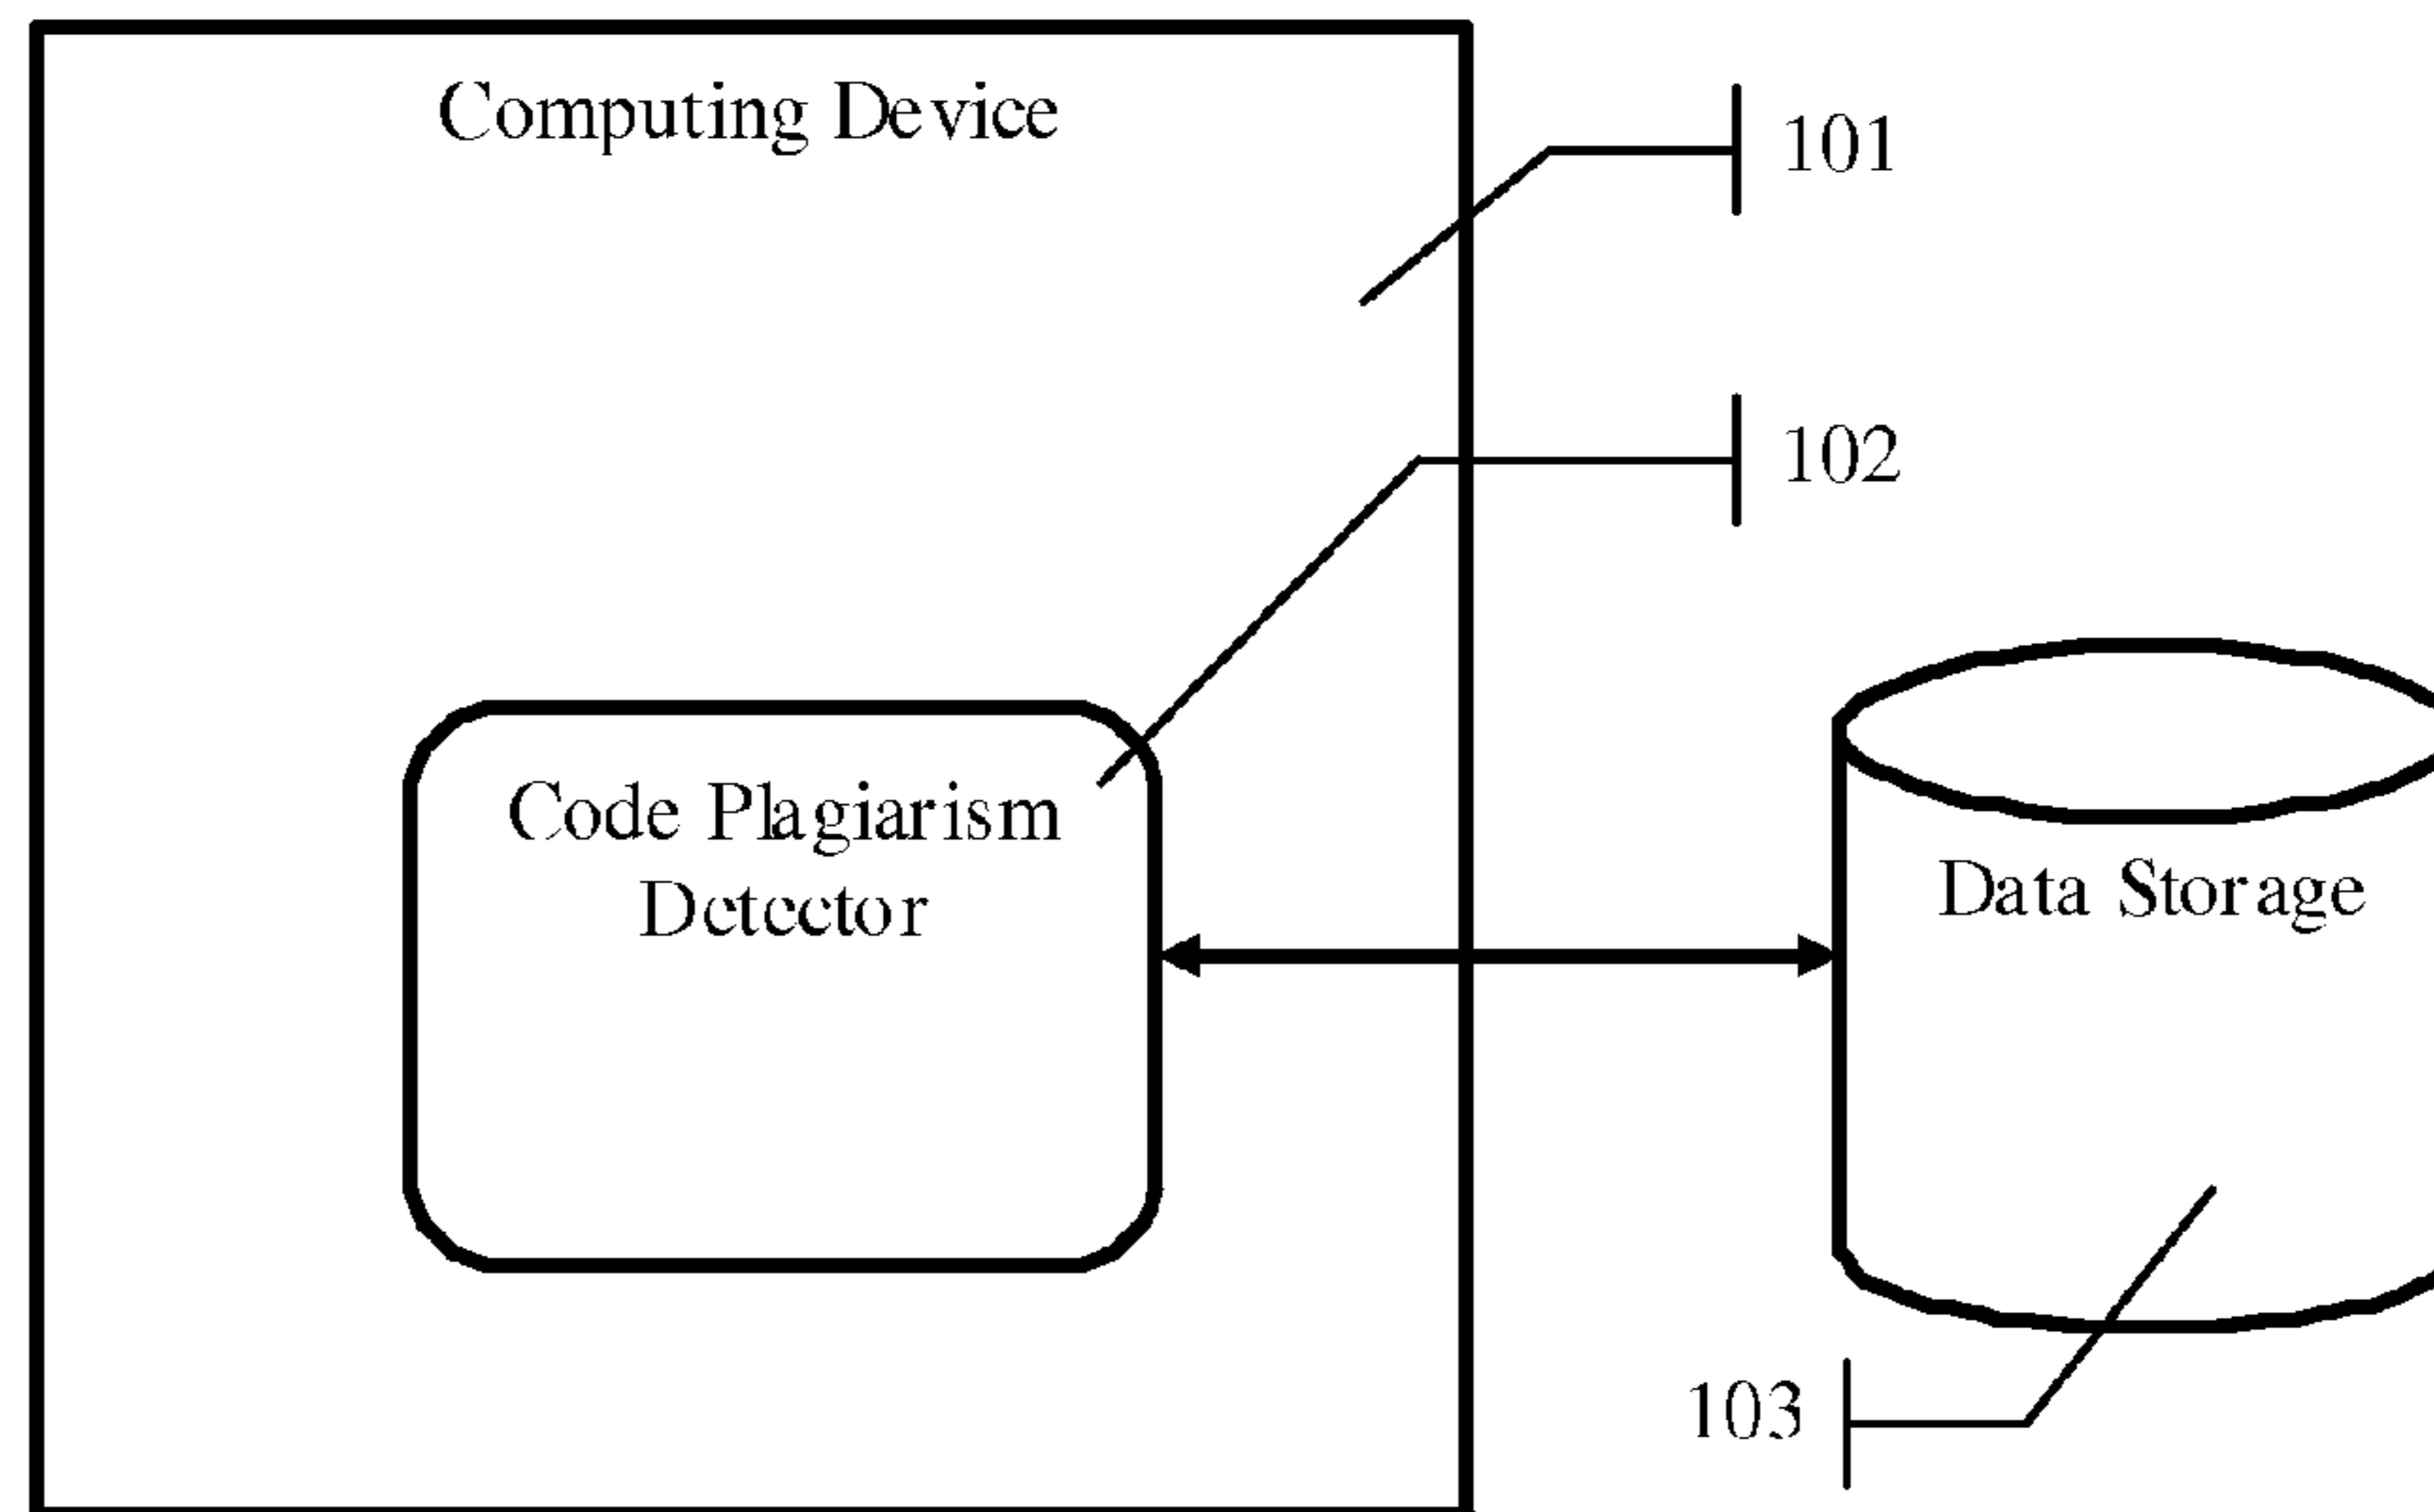 Computing Device
101
102
Code Plagiarism
Detector
Data Storage
103